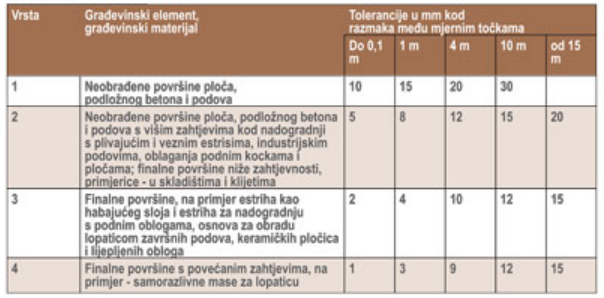 Vrsta
Građevinski element,
građevinski materijal
Tolerancije u mm kod
razmaka među mjernim točkama
Do 0,1 m
1 m
4 m
10 m
od 15 m
1
Neobrađene površine ploča,
podložnog betona i podova
10 15 20 30
2
Neobrađene površine ploča, podložnog betona
i podova s višim zahtjevima kod nadogradnji
s plivajućim i veznim estrisima, industrijskim
podovima, oblaganja podnim kockama i
pločama; finalne površine niže zahtjevnosti,
primjerice - u skladištima i klijetima
5 8 12 15 20
3
Finalne površine, na primjer estriha kao
habajućeg sloja i estriha za nadogradnju
s podnim oblogama, osnova za obradu
lopaticom završnih podova, keramičkih pločica
i lijepljenih obloga
2 4 10 12 15
4
Finalne površine s povećanim zahtjevima, na
primjer - samorazlivne mase za lopaticu
1 3 9 12 15